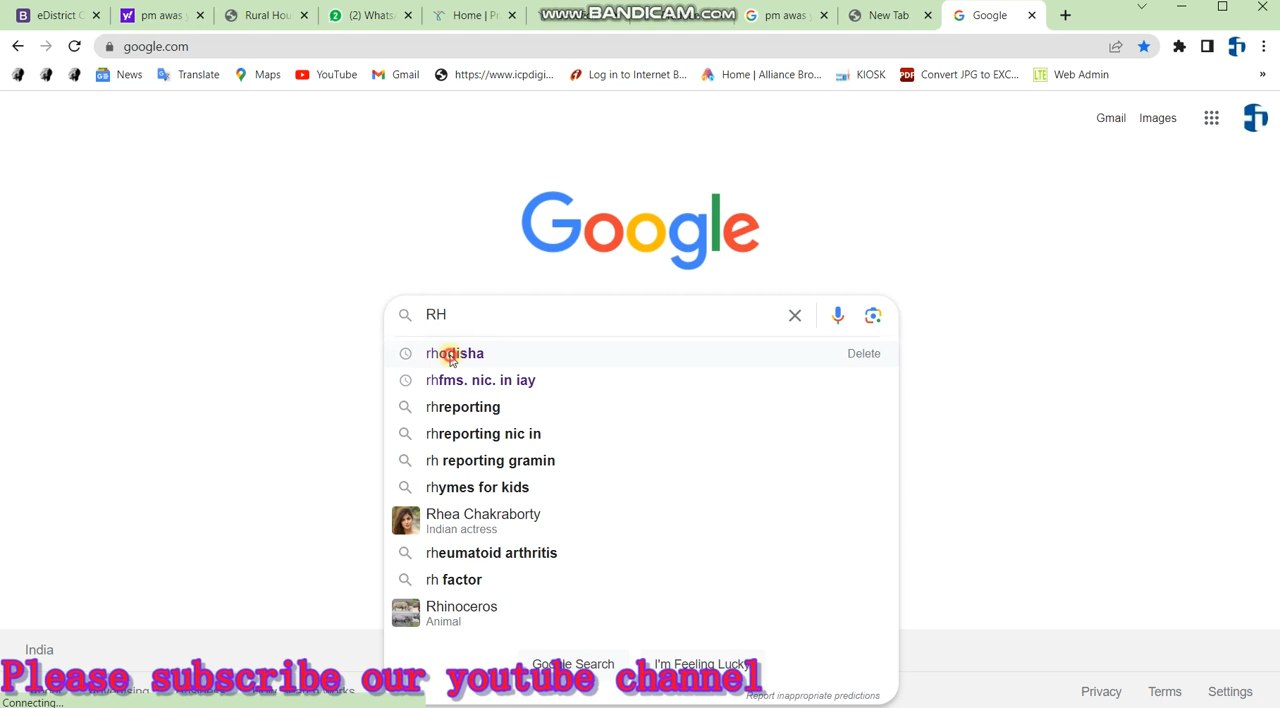 eDistrict O
pm awas y
Rural Hou
(2) Whats
Home | Pr
www.BANDICAM.com
pm awas y
New Tab
Google
google.com
News
Translate
Maps
YouTube
Gmail
https://www.icpdigi...
Log in to Internet B...
Home | Alliance Bro...
KIOSK
Convert JPG to EXC...
Web Admin
»
Gmail
Images
Google
RH
rhodisha
Delete
rhfms. nic. in iay
rhreporting
rhreporting nic in
rh reporting gramin
rhymes for kids
Rhea Chakraborty
Indian actress
rheumatoid arthritis
rh factor
Rhinoceros
Animal
India
Google Search
I'm Feeling Lucky
Please subscribe our youtube channel
Report inappropriate predictions
Privacy
Terms
Settings
Connecting...